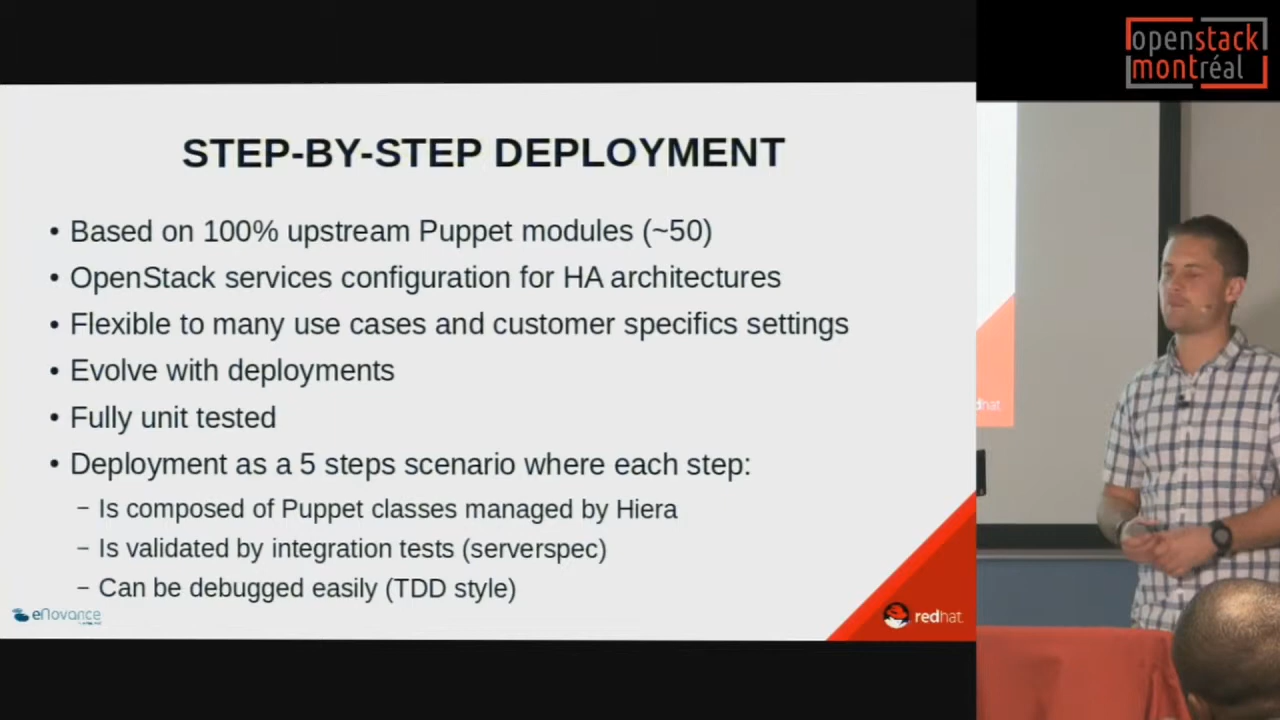 openstack
montréal
STEP-BY-STEP DEPLOYMENT
• Based on 100% upstream Puppet modules (~50)
• OpenStack services configuration for HA architectures
• Flexible to many use cases and customer specifics settings
• Evolve with deployments
• Fully unit tested
• Deployment as a 5 steps scenario where each step:
– Is composed of Puppet classes managed by Hiera
– Is validated by integration tests (serverspec)
– Can be debugged easily (TDD style)
eNovance
redhat.
dhat.